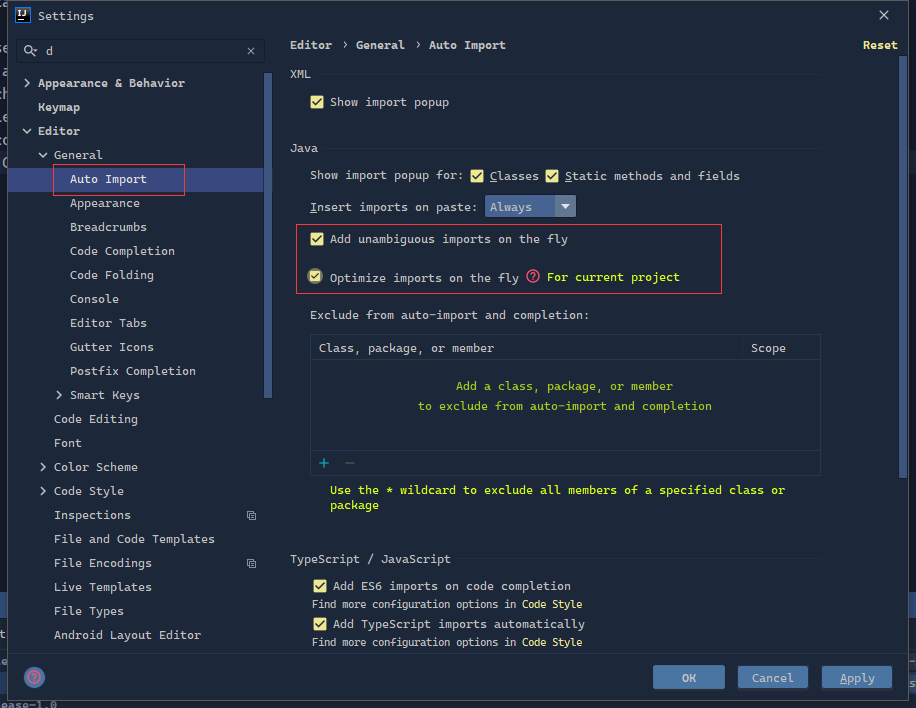 Settings
d
Appearance & Behavior
Keymap
Editor
General
Auto Import
Appearance
Breadcrumbs
Code Completion
Code Folding
Console
Editor Tabs
Gutter Icons
Postfix Completion
Smart Keys
Code Editing
Font
Color Scheme
Code Style
Inspections
File and Code Templates
File Encodings
Live Templates
File Types
Android Layout Editor
Editor › General › Auto Import
Reset
XML
Show import popup
Java
Show import popup for: Classes Static methods and fields
Insert imports on paste: Always
Add unambiguous imports on the fly
Optimize imports on the fly ? For current project
Exclude from auto-import and completion:
Class, package, or member Scope
Add a class, package, or member
to exclude from auto-import and completion
+ −
Use the * wildcard to exclude all members of a specified class or
package
TypeScript / JavaScript
Add ES6 imports on code completion
Find more configuration options in Code Style
Add TypeScript imports automatically
Find more configuration options in Code Style
? OK Cancel Apply
ease-1.0